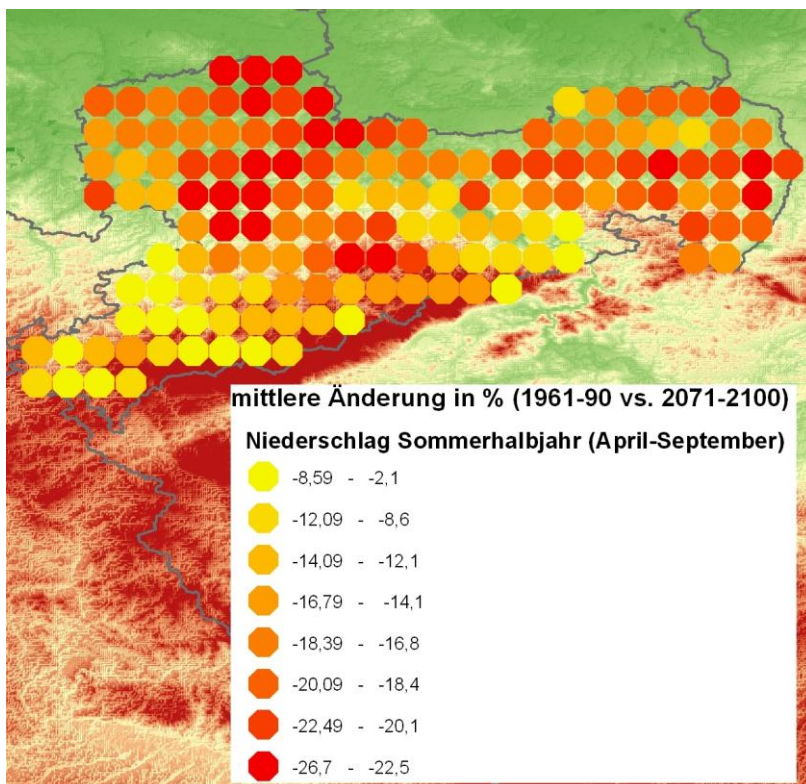 mittlere Änderung in % (1961-90 vs. 2071-2100)
Niederschlag Sommerhalbjahr (April-September)
-8,59 - -2,1
-12,09 - -8,6
-14,09 - -12,1
-16,79 - -14,1
-18,39 - -16,8
-20,09 - -18,4
-22,49 - -20,1
-26,7 - -22,5